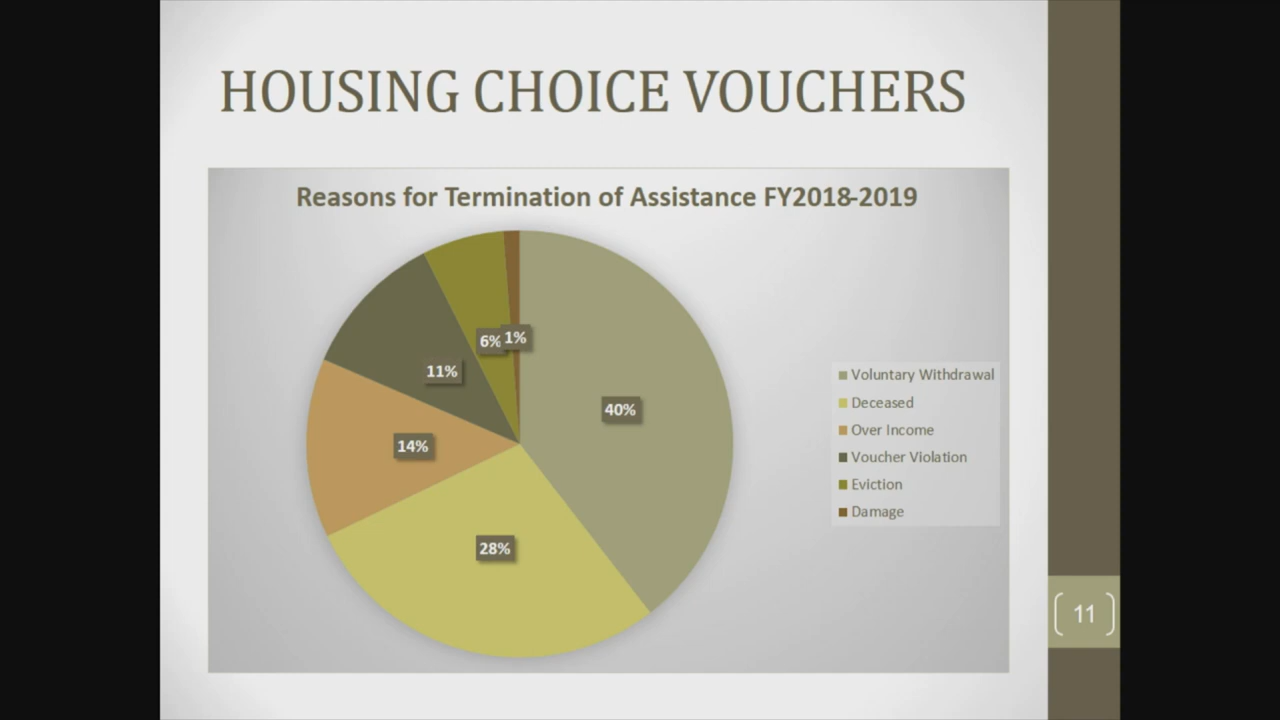 HOUSING CHOICE VOUCHERS
Reasons for Termination of Assistance FY2018-2019
6%
1%
11%
40%
14%
28%
Voluntary Withdrawal
Deceased
Over Income
Voucher Violation
Eviction
Damage
11